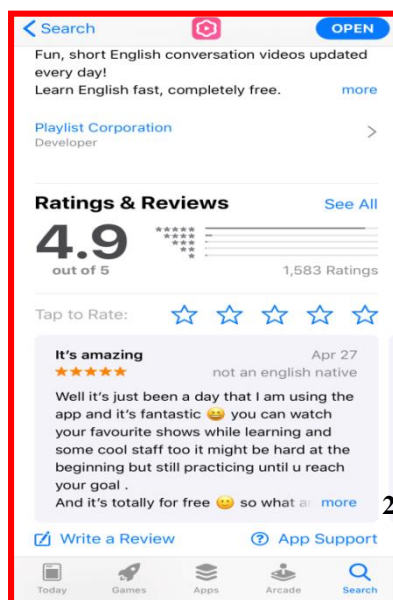 Search
OPEN
Fun, short English conversation videos updated
every day!
Learn English fast, completely free.
more
Playlist Corporation
Developer
Ratings & Reviews
See All
4.9
out of 5
1,583 Ratings
Tap to Rate:
It's amazing
Apr 27
not an english native
Well it's just been a day that I am using the
app and it's fantastic 😄 you can watch
your favourite shows while learning and
some cool staff too it might be hard at the
beginning but still practicing until u reach
your goal .
And it's totally for free 😀 so what
more
2
Write a Review
App Support
Today
Games
Apps
Arcade
Search